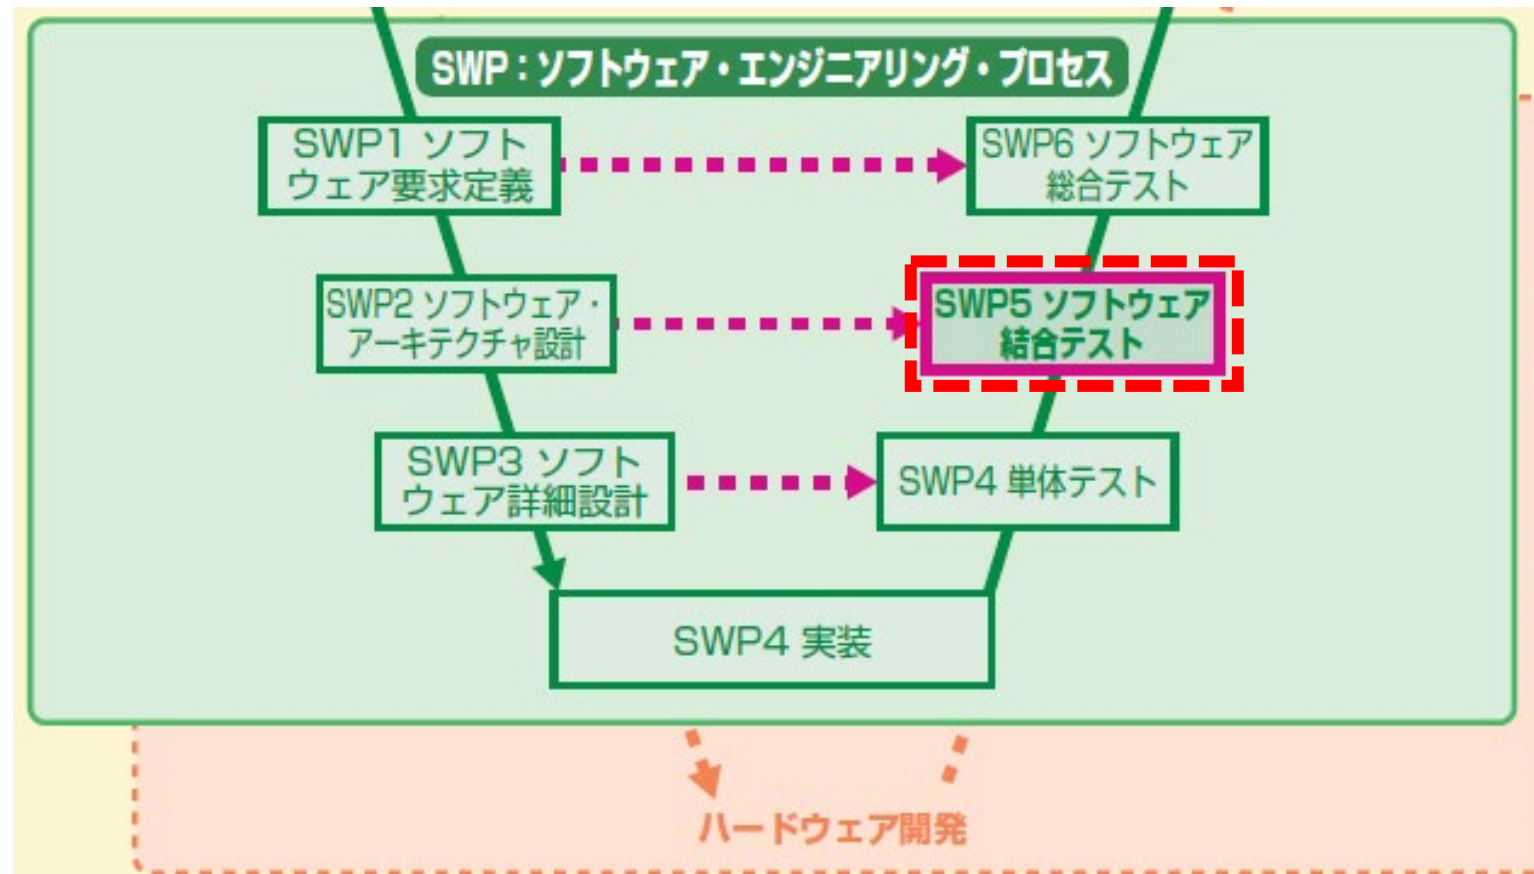 SWP：ソフトウェア・エンジニアリング・プロセス
SWP1 ソフト
ウェア要求定義
SWP6 ソフトウェア
総合テスト
SWP2 ソフトウェア・
アーキテクチャ設計
SWP5 ソフトウェア
結合テスト
SWP3 ソフト
ウェア詳細設計
SWP4 単体テスト
SWP4 実装
ハードウェア開発